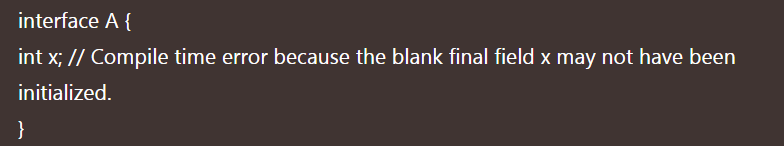 interface A {
int x; // Compile time error because the blank final field x may not have been
initialized.
}